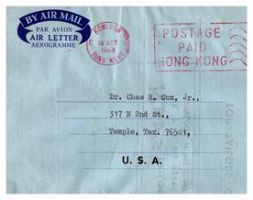 BY AIR MAIL
PAR AVION
AIR LETTER
AEROGRAMME
KOWLOON
HONG KONG
POSTAGE
PAID
HONG KONG
Dr. Chas H. Cox, Jr.,
317 N 2nd St.,
Temple, Tex. 76501,
U. S. A.